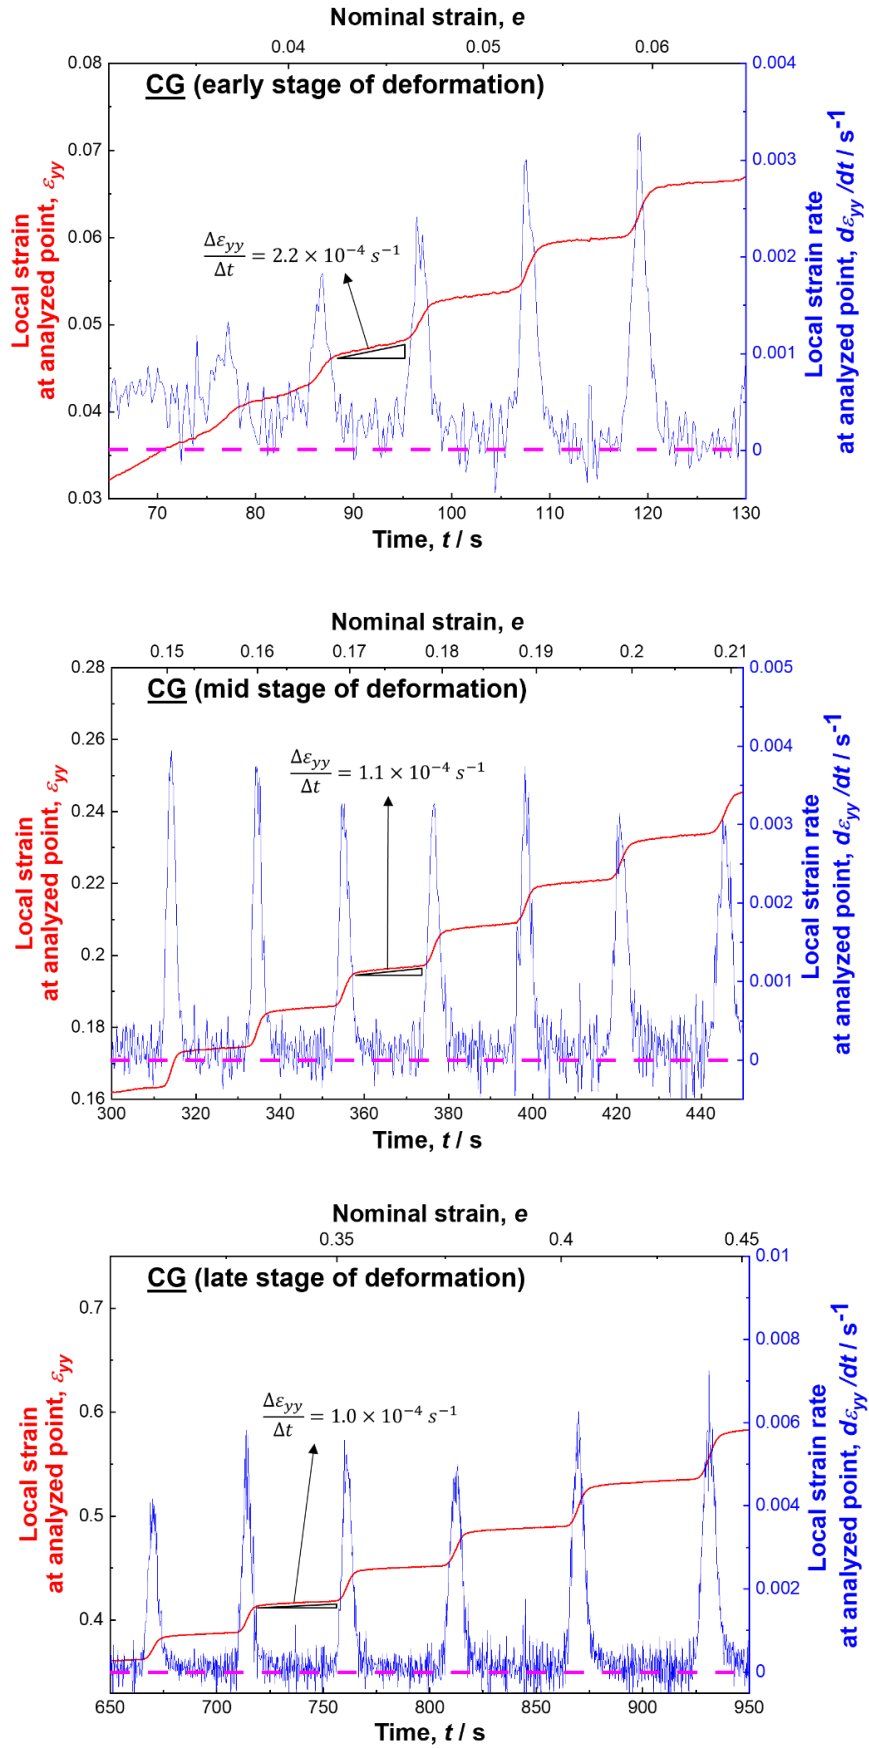 Nominal strain, e
0.04 0.05 0.06
CG (early stage of deformation)
0.08
0.07
0.06
0.05
0.04
0.03
Local strain
at analyzed point, εyy
Δεyy/Δt = 2.2 × 10⁻⁴ s⁻¹
0.004
0.003
0.002
0.001
0
Local strain rate
at analyzed point, dεyy/dt / s-1
70 80 90 100 110 120 130
Time, t / s
Nominal strain, e
0.15 0.16 0.17 0.18 0.19 0.2 0.21
CG (mid stage of deformation)
0.28
0.26
0.24
0.22
0.2
0.18
0.16
Local strain
at analyzed point, εyy
Δεyy/Δt = 1.1 × 10⁻⁴ s⁻¹
0.005
0.004
0.003
0.002
0.001
0
Local strain rate
at analyzed point, dεyy/dt / s-1
300 320 340 360 380 400 420 440
Time, t / s
Nominal strain, e
0.35 0.4 0.45
CG (late stage of deformation)
0.7
0.6
0.5
0.4
Local strain
at analyzed point, εyy
Δεyy/Δt = 1.0 × 10⁻⁴ s⁻¹
0.01
0.008
0.006
0.004
0.002
0
Local strain rate
at analyzed point, dεyy/dt / s-1
650 700 750 800 850 900 950
Time, t / s